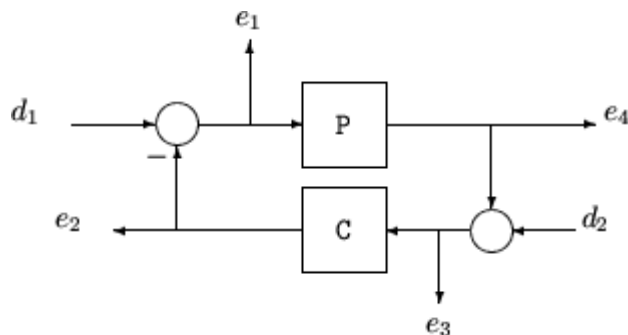 e₁
d₁ P e₄
−
e₂ C d₂
e₃